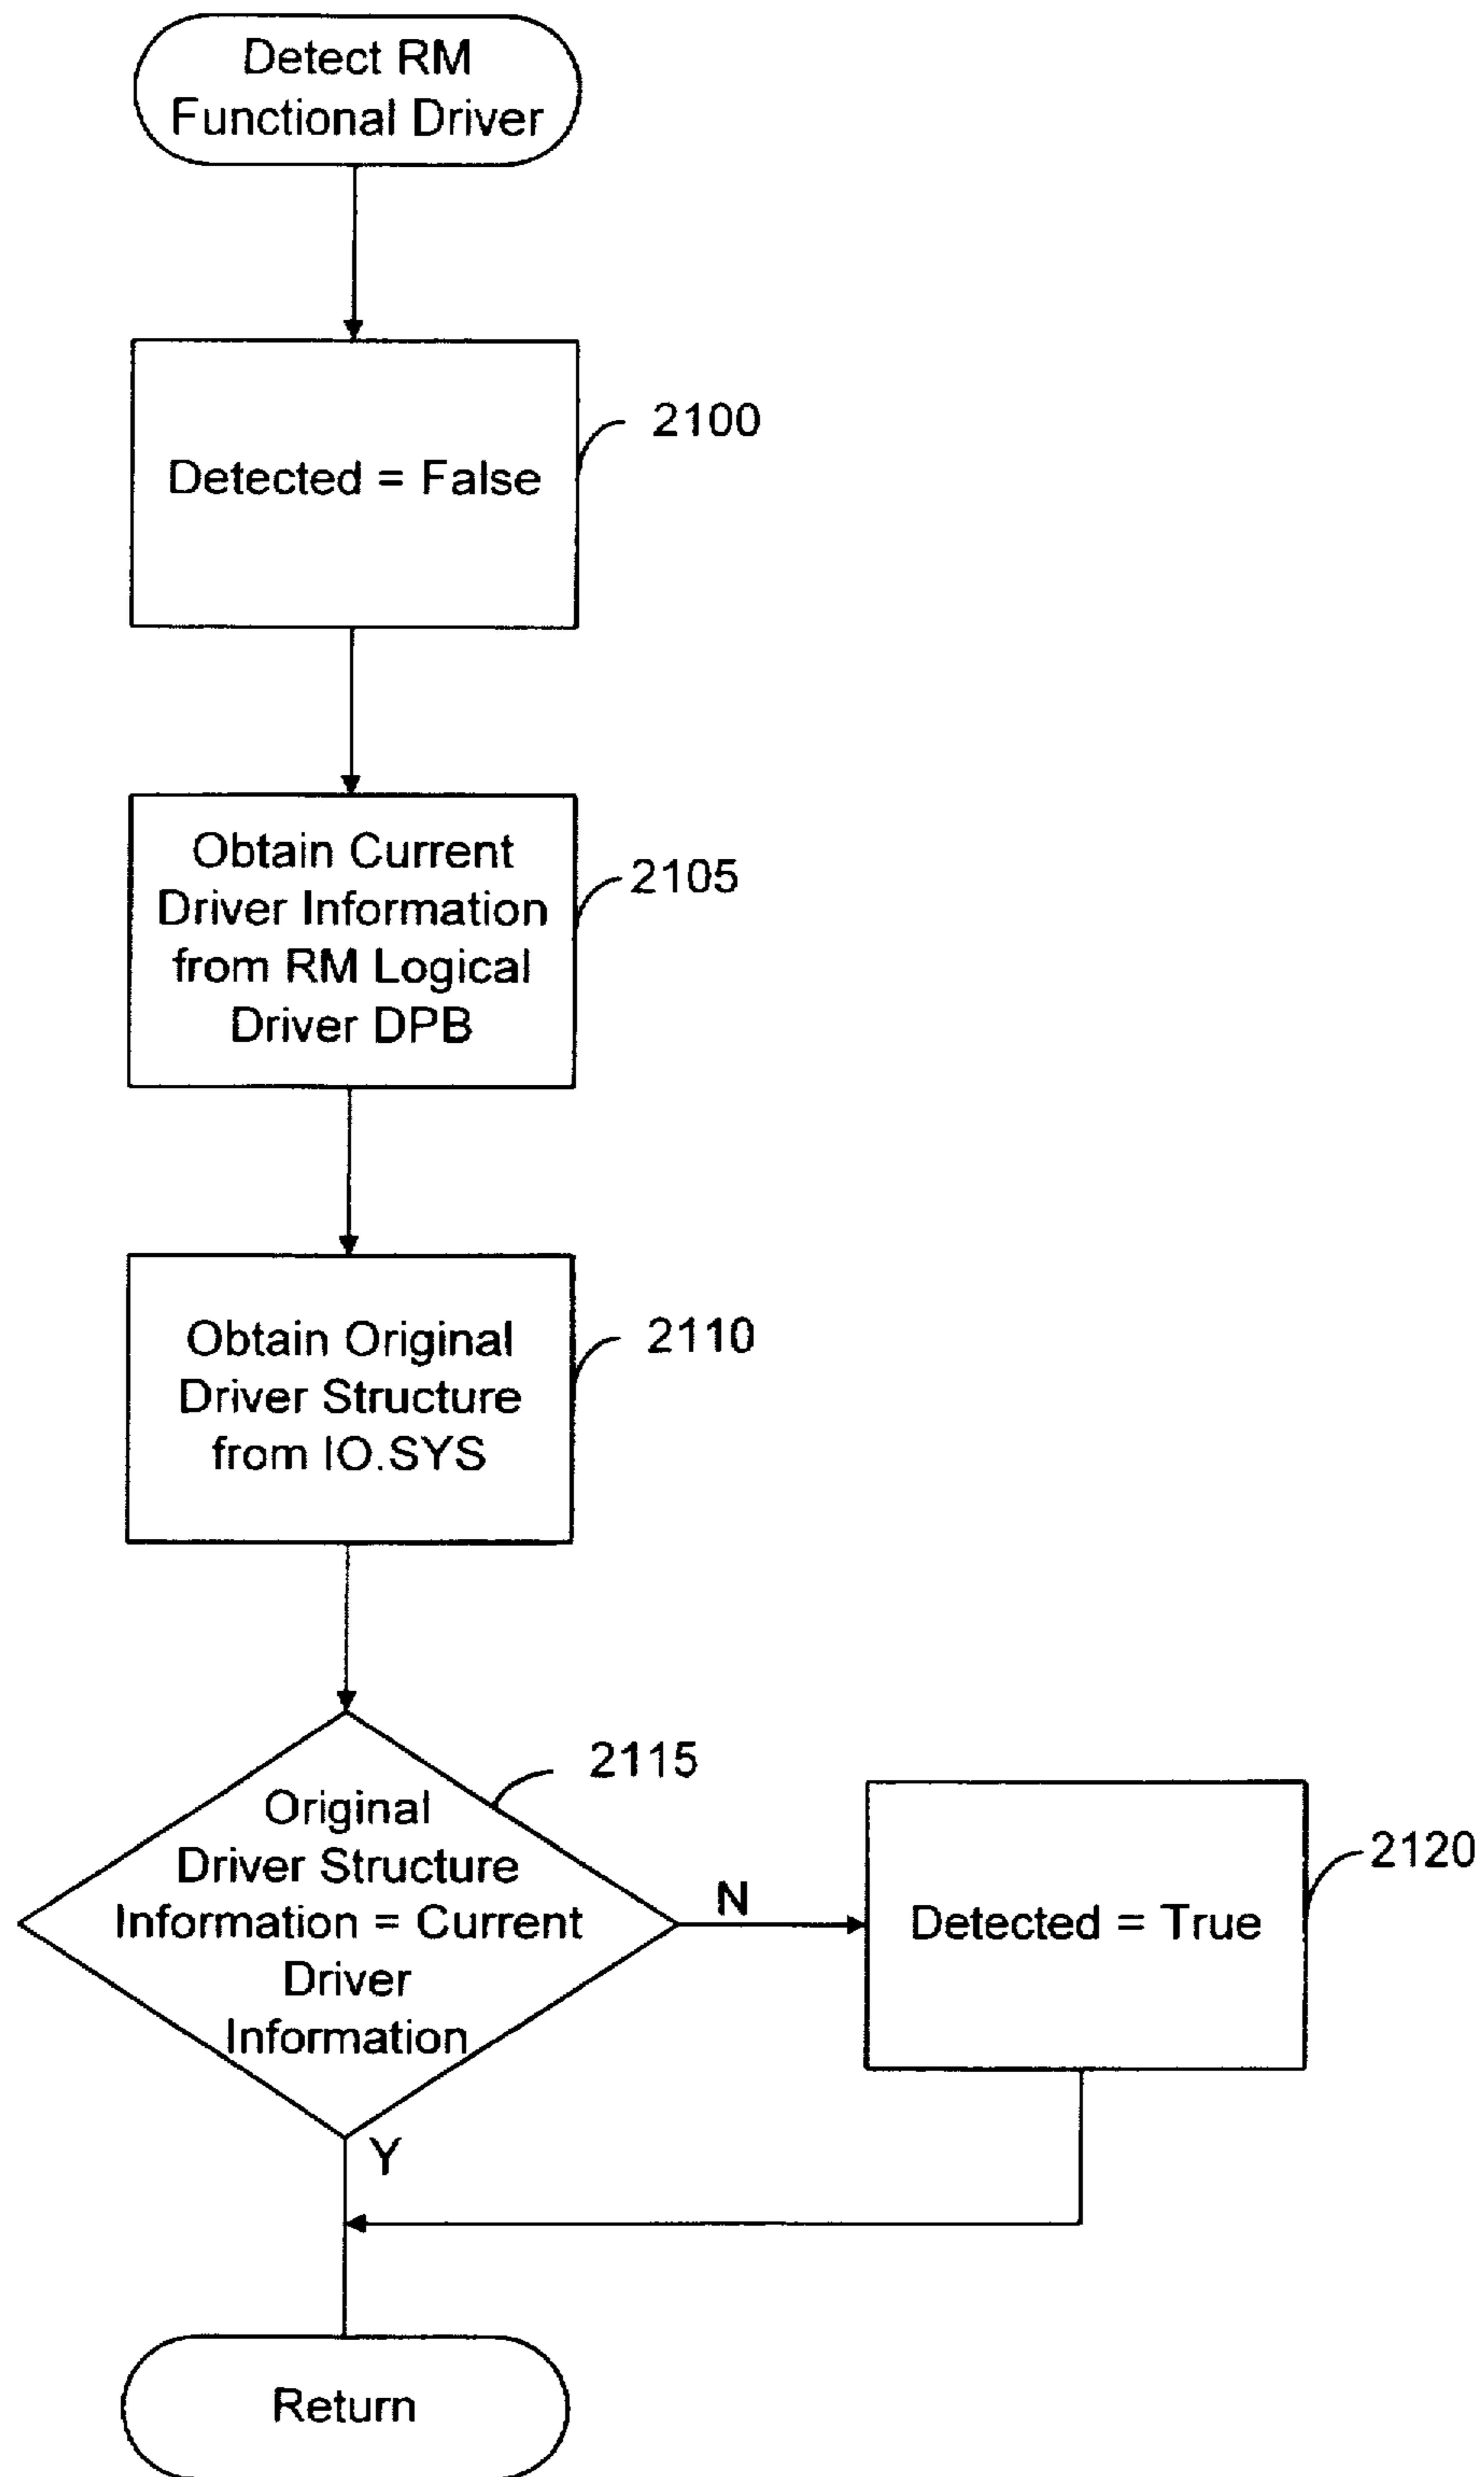 Detect RM
Functional Driver
2100
Detected = False
Obtain Current
Driver Information
from RM Logical
Driver DPB
2105
Obtain Original
Driver Structure
from IO.SYS
2110
2115
Original
Driver Structure
Information = Current
Driver
Information
N
Detected = True
2120
Y
Return